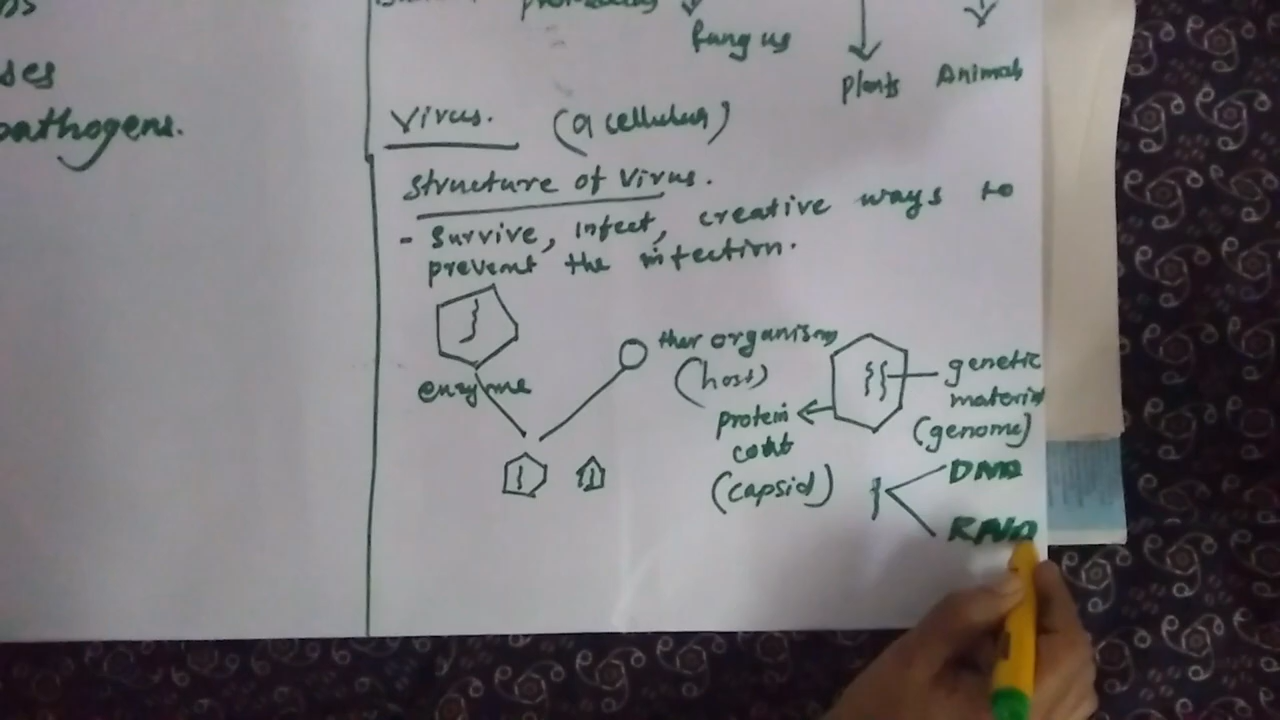 ses
pathogens.
fungus
plants Animals
Virus. (acellular)
structure of Virus.
- Survive, infect, creative ways to
prevent the infection.
enzyme
ther organism
(host)
protein
coat
(capsid)
genetic
material
(genome)
DNA
RNA